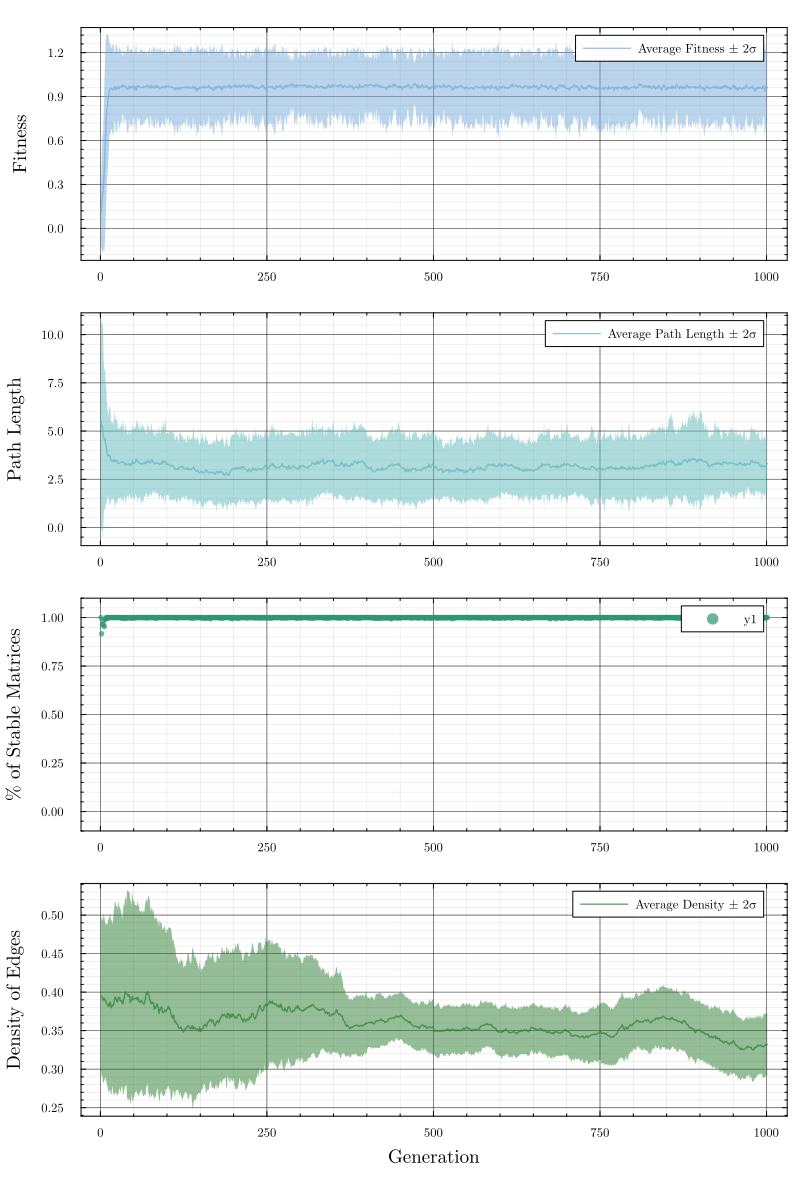 Average Fitness ± 2σ
Fitness
1.2
0.9
0.6
0.3
0.0
0 250 500 750 1000
Average Path Length ± 2σ
Path Length
10.0
7.5
5.0
2.5
0.0
0 250 500 750 1000
y1
% of Stable Matrices
1.00
0.75
0.50
0.25
0.00
0 250 500 750 1000
Average Density ± 2σ
Density of Edges
0.50
0.45
0.40
0.35
0.30
0.25
0 250 500 750 1000
Generation